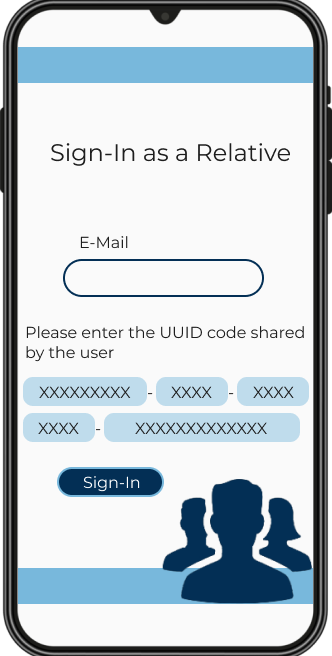 Sign-In as a Relative
E-Mail
Please enter the UUID code shared
by the user
XXXXXXXXX - XXXX - XXXX
XXXX - XXXXXXXXXXXXX
Sign-In